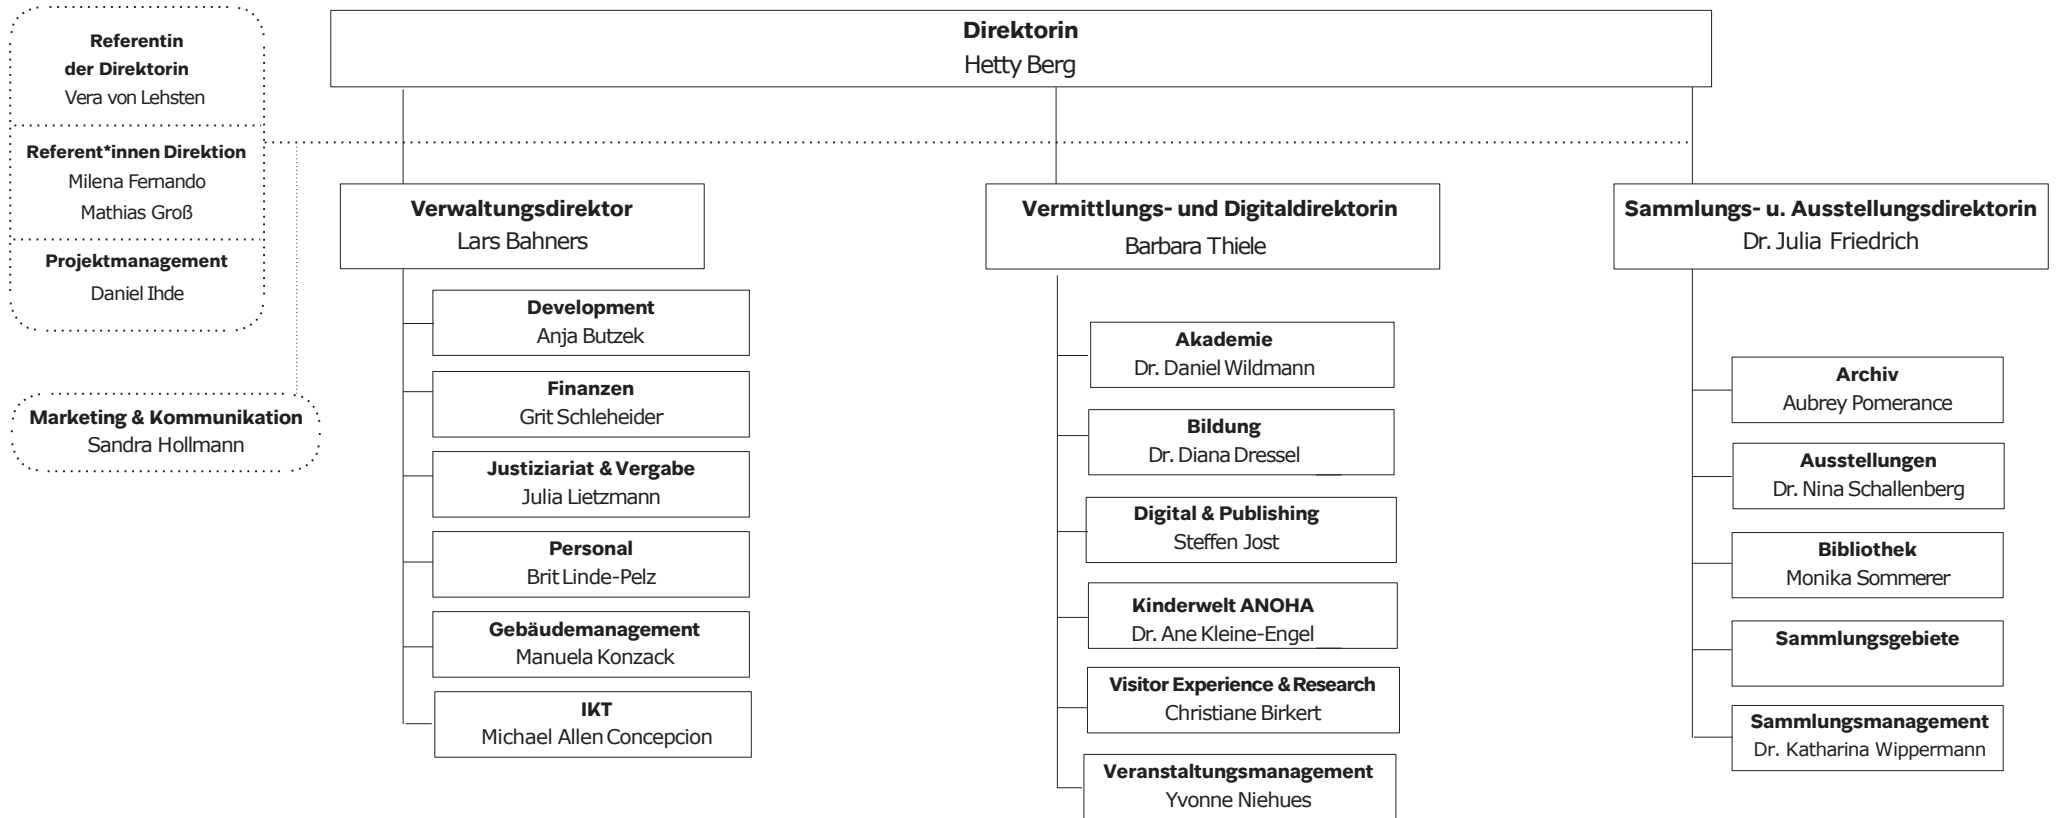 Referentin
der Direktorin
Vera von Lehsten
Referent*innen Direktion
Milena Fernando
Mathias Groß
Projektmanagement
Daniel Ihde
Marketing & Kommunikation
Sandra Hollmann
Direktorin
Hetty Berg
Verwaltungsdirektor
Lars Bahners
Development
Anja Butzek
Finanzen
Grit Schleheider
Justiziariat & Vergabe
Julia Lietzmann
Personal
Brit Linde-Pelz
Gebäudemanagement
Manuela Konzack
IKT
Michael Allen Concepcion
Vermittlungs- und Digitaldirektorin
Barbara Thiele
Akademie
Dr. Daniel Wildmann
Bildung
Dr. Diana Dressel
Digital & Publishing
Steffen Jost
Kinderwelt ANOHA
Dr. Ane Kleine-Engel
Visitor Experience & Research
Christiane Birkert
Veranstaltungsmanagement
Yvonne Niehues
Sammlungs- u. Ausstellungsdirektorin
Dr. Julia Friedrich
Archiv
Aubrey Pomerance
Ausstellungen
Dr. Nina Schallenberg
Bibliothek
Monika Sommerer
Sammlungsgebiete
Sammlungsmanagement
Dr. Katharina Wippermann